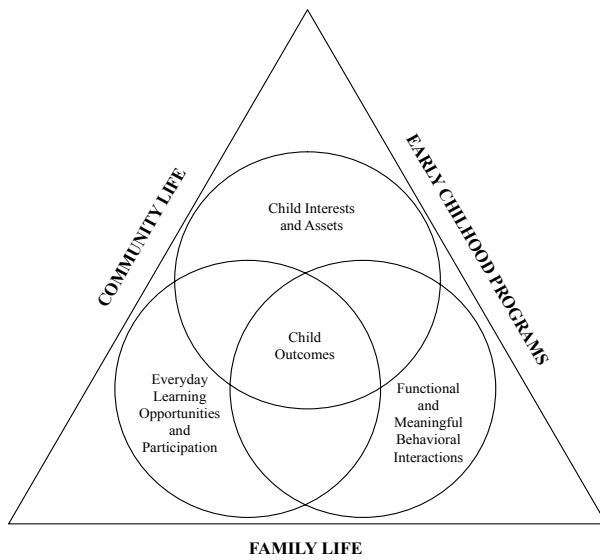 COMMUNITY LIFE
EARLY CHILHOOD PROGRAMS
Child Interests
and Assets
Child
Outcomes
Everyday
Learning
Opportunities
and
Participation
Functional
and
Meaningful
Behavioral
Interactions
FAMILY LIFE